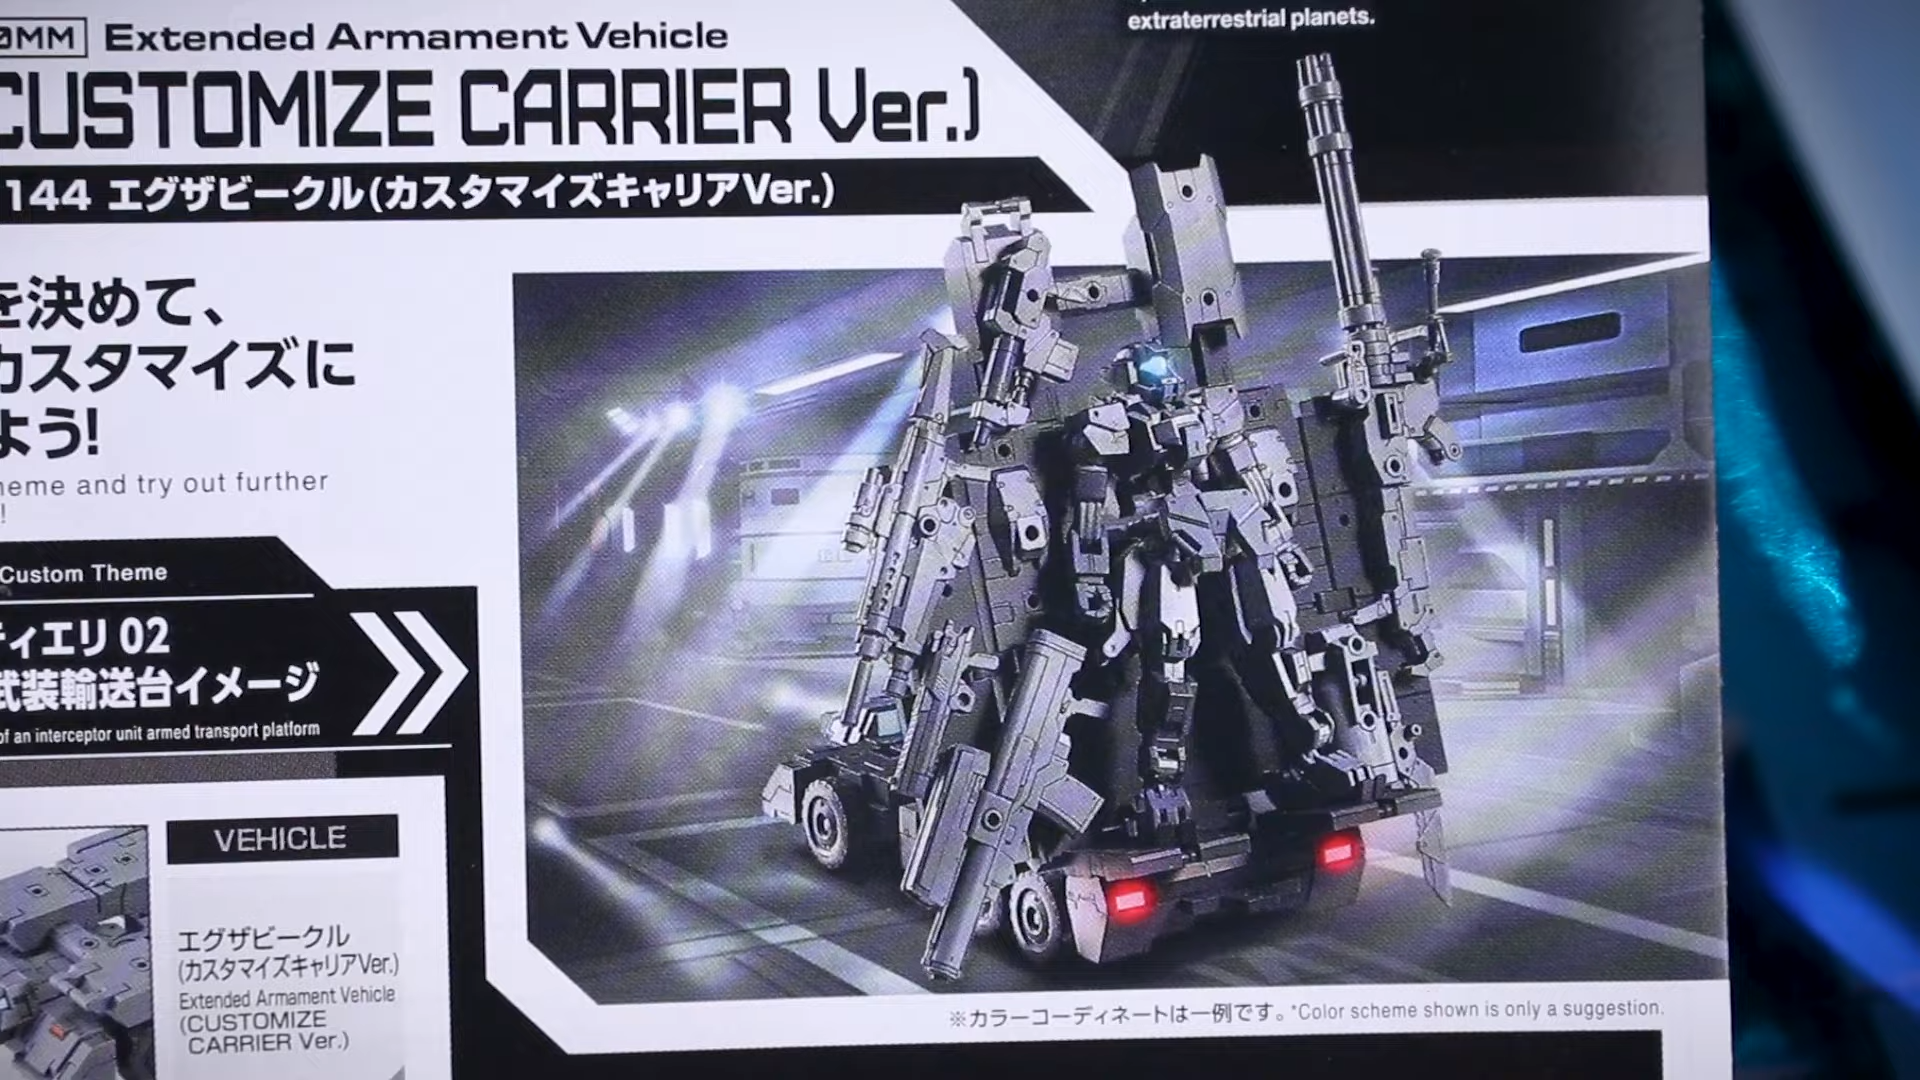 extraterrestrial planets.
0MM Extended Armament Vehicle
CUSTOMIZE CARRIER Ver.)
144 エグザビークル(カスタマイズキャリアVer.)
を決めて、
カスタマイズに
よう!
heme and try out further
!
Custom Theme
ティエリ 02
武装輸送台イメージ
of an interceptor unit armed transport platform
VEHICLE
エグザビークル
(カスタマイズキャリアVer.)
Extended Armament Vehicle
(CUSTOMIZE
CARRIER Ver.)
※カラーコーディネートは一例です。*Color scheme shown is only a suggestion.